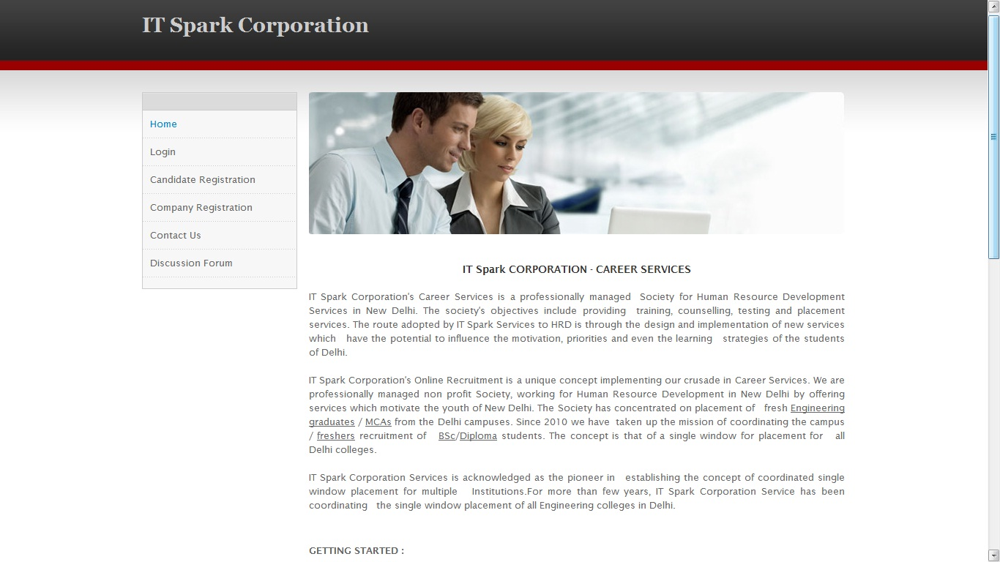 IT Spark Corporation
Home
Login
Candidate Registration
Company Registration
Contact Us
Discussion Forum
IT Spark CORPORATION - CAREER SERVICES
IT Spark Corporation's Career Services is a professionally managed Society for Human Resource Development
Services in New Delhi. The society's objectives include providing training, counselling, testing and placement
services. The route adopted by IT Spark Services to HRD is through the design and implementation of new services
which have the potential to influence the motivation, priorities and even the learning strategies of the students
of Delhi.
IT Spark Corporation's Online Recruitment is a unique concept implementing our crusade in Career Services. We are
professionally managed non profit Society, working for Human Resource Development in New Delhi by offering
services which motivate the youth of New Delhi. The Society has concentrated on placement of fresh Engineering
graduates / MCAs from the Delhi campuses. Since 2010 we have taken up the mission of coordinating the campus
/ freshers recruitment of BSc/Diploma students. The concept is that of a single window for placement for all
Delhi colleges.
IT Spark Corporation Services is acknowledged as the pioneer in establishing the concept of coordinated single
window placement for multiple Institutions.For more than few years, IT Spark Corporation Service has been
coordinating the single window placement of all Engineering colleges in Delhi.
GETTING STARTED :